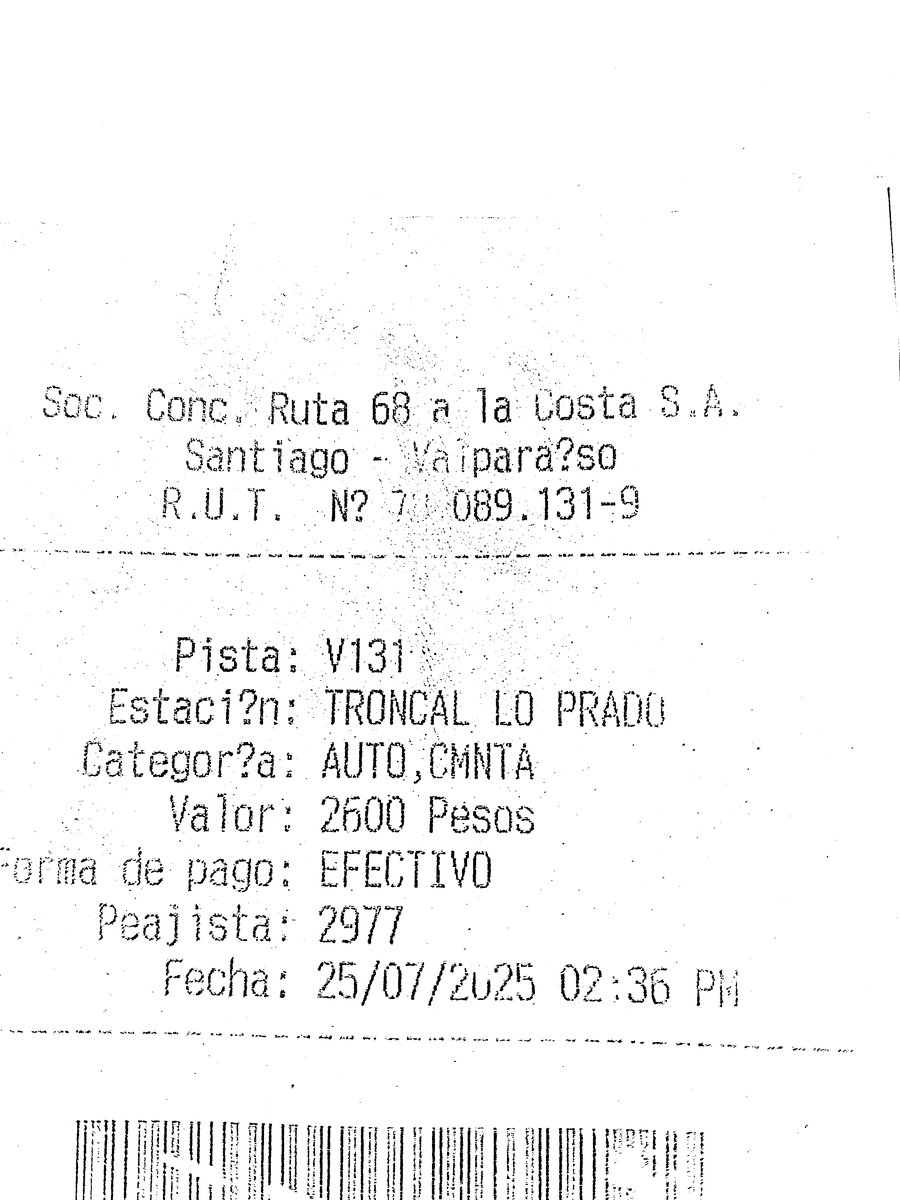 Soc. Conc. Ruta 68 a la Costa S.A.
Santiago - Valpara?so
R.U.T. N? 089.131-9
Pista: V131
Estaci?n: TRONCAL LO PRADO
Categor?a: AUTO,CMNTA
Valor: 2600 Pesos
Forma de pago: EFECTIVO
Peajista: 2977
Fecha: 25/07/2025 02:36 PM